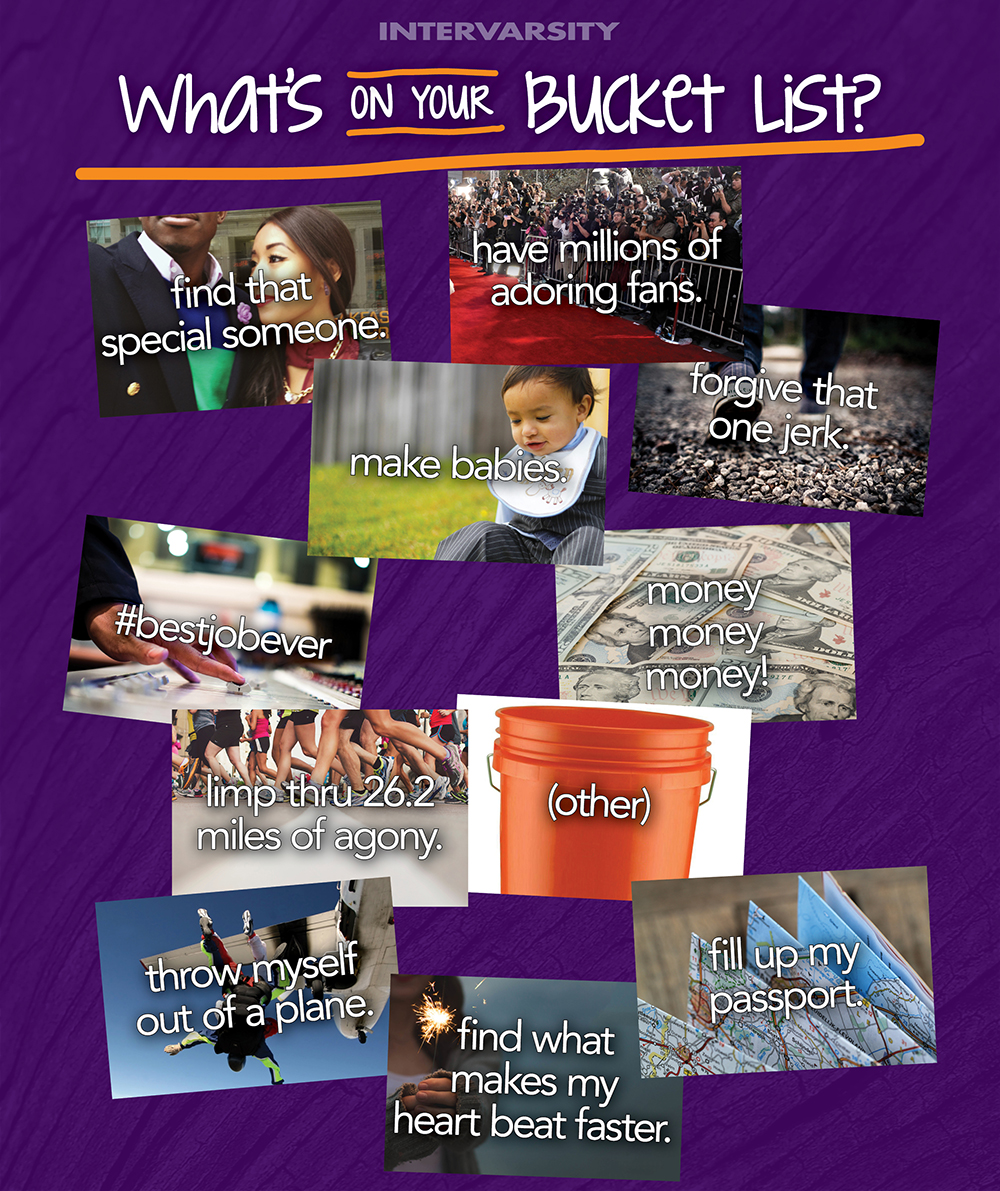 INTERVARSITY
What's ON YOUR Bucket List?
find that
special someone.
have millions of
adoring fans.
forgive that
one jerk.
make babies.
#bestjobever
money
money
money!
limp thru 26.2
miles of agony.
(other)
throw myself
out of a plane.
fill up my
passport.
find what
makes my
heart beat faster.